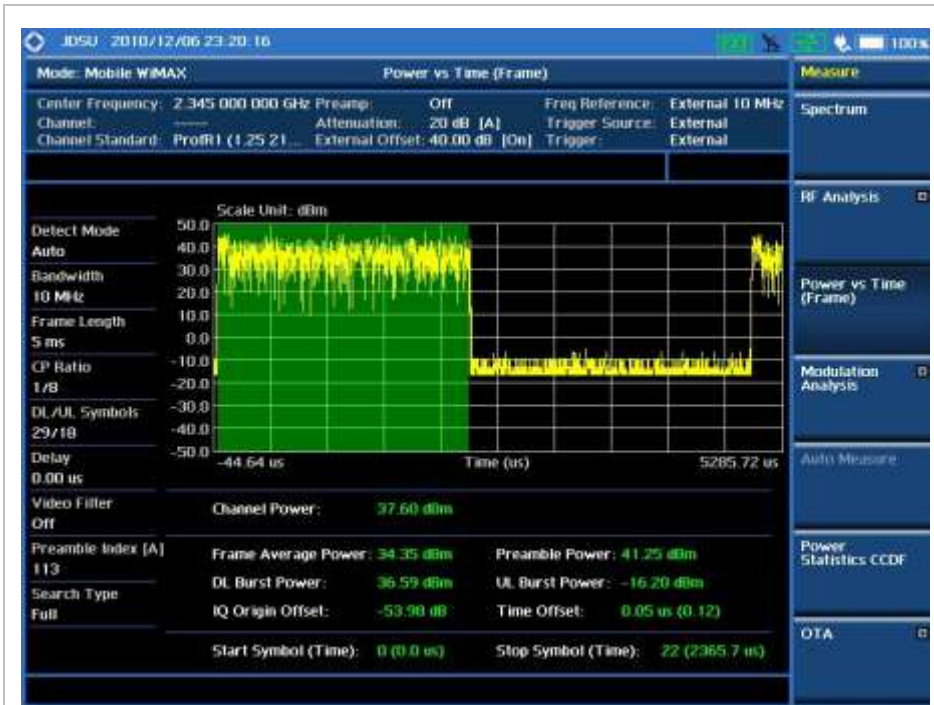 JDSU 2010/12/06 23:20:16 100%
Mode: Mobile WiMAX Power vs Time (Frame) Measure
Center Frequency: 2.345 000 000 GHz Preamp: Off Freq Reference: External 10 MHz
Channel: ---- Attenuation: 20 dB [A] Trigger Source: External
Channel Standard: ProfR1 (1.25 21... External Offset: 40.00 dB [On] Trigger: External
Spectrum
RF Analysis
Power vs Time
(Frame)
Modulation
Analysis
Auto Measure
Power
Statistics CCDF
OTA
Detect Mode
Auto
Bandwidth
10 MHz
Frame Length
5 ms
CP Ratio
1/8
DL/UL Symbols
29/18
Delay
0.00 us
Video Filter
Off
Preamble Index [A]
113
Search Type
Full
Scale Unit: dBm
50.0
40.0
30.0
20.0
10.0
0.0
-10.0
-20.0
-30.0
-40.0
-50.0
-44.64 us Time (us) 5285.72 us
Channel Power: 37.60 dBm
Frame Average Power: 34.35 dBm Preamble Power: 41.25 dBm
DL Burst Power: 36.59 dBm UL Burst Power: -16.20 dBm
IQ Origin Offset: -53.98 dB Time Offset: 0.05 us (0.12)
Start Symbol (Time): 0 (0.0 us) Stop Symbol (Time): 22 (2365.7 us)